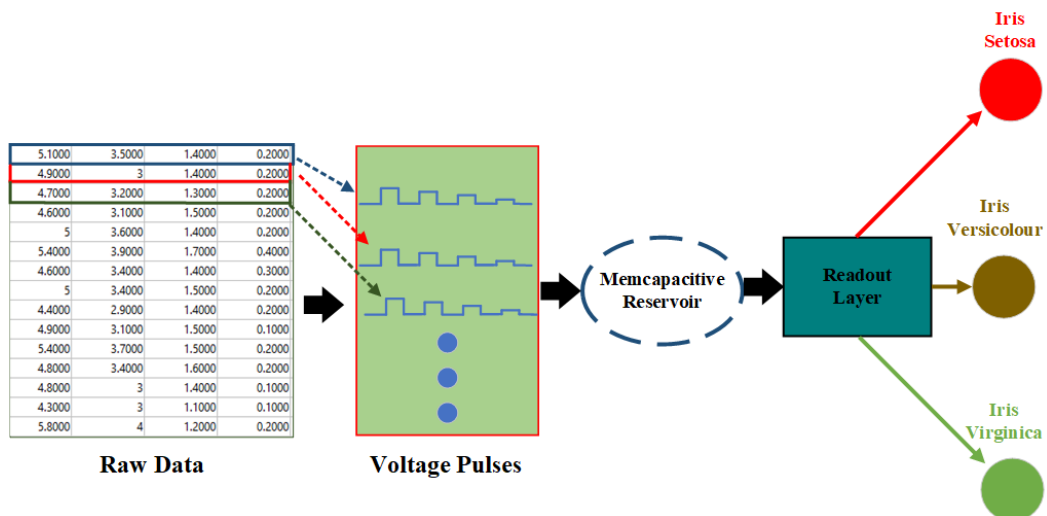 Iris
Setosa
5.1000 3.5000 1.4000 0.2000
4.9000 3 1.4000 0.2000
4.7000 3.2000 1.3000 0.2000
4.6000 3.1000 1.5000 0.2000
5 3.6000 1.4000 0.2000
5.4000 3.9000 1.7000 0.4000
4.6000 3.4000 1.4000 0.3000
5 3.4000 1.5000 0.2000
4.4000 2.9000 1.4000 0.2000
4.9000 3.1000 1.5000 0.1000
5.4000 3.7000 1.5000 0.2000
4.8000 3.4000 1.6000 0.2000
4.8000 3 1.4000 0.1000
4.3000 3 1.1000 0.1000
5.8000 4 1.2000 0.2000
Raw Data
Voltage Pulses
Memcapacitive
Reservoir
Readout
Layer
Iris
Versicolour
Iris
Virginica